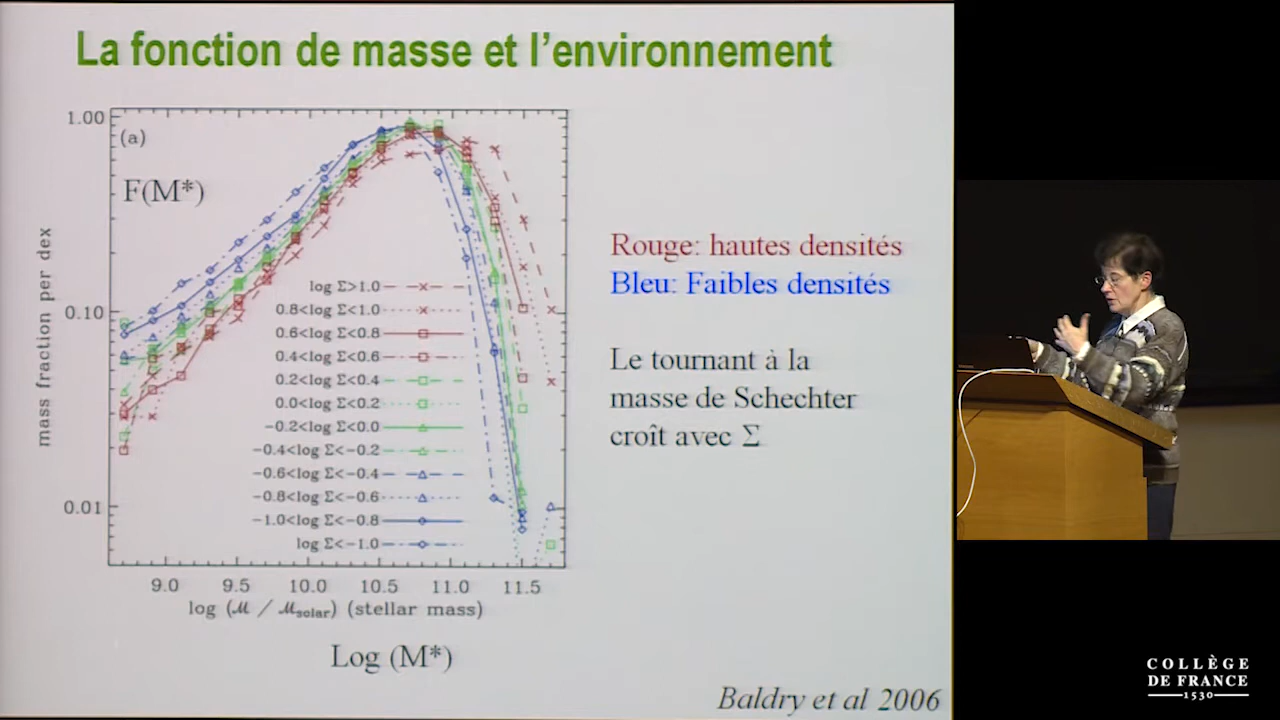 La fonction de masse et l'environnement
1.00
(a)
F(M*)
mass fraction per dex
0.10
0.01
log Σ>1.0
0.8<log Σ<1.0
0.6<log Σ<0.8
0.4<log Σ<0.6
0.2<log Σ<0.4
0.0<log Σ<0.2
−0.2<log Σ<0.0
−0.4<log Σ<−0.2
−0.6<log Σ<−0.4
−0.8<log Σ<−0.6
−1.0<log Σ<−0.8
log Σ<−1.0
9.0 9.5 10.0 10.5 11.0 11.5
log (ℳ / ℳsolar) (stellar mass)
Log (M*)
Rouge: hautes densités
Bleu: Faibles densités
Le tournant à la
masse de Schechter
croît avec Σ
Baldry et al 2006
COLLÈGE
DE FRANCE
1530